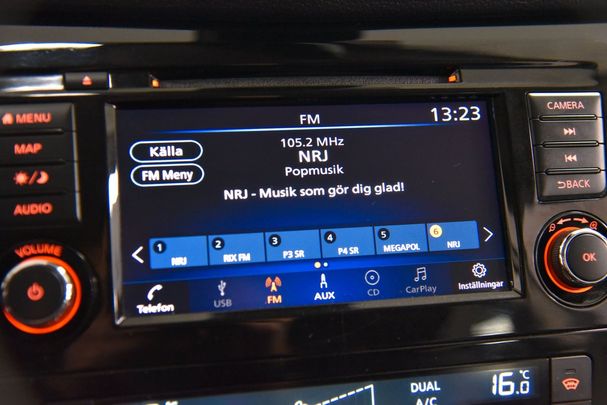 MENU
MAP
AUDIO
VOLUME
FM
13:23
Källa
FM Meny
105.2 MHz
NRJ
Popmusik
NRJ - Musik som gör dig glad!
1 NRJ
2 RIX FM
3 P3 SR
4 P4 SR
5 MEGAPOL
6 NRJ
Telefon
USB
FM
AUX
CD
CarPlay
Inställningar
CAMERA
BACK
OK
DUAL
A/C
16.0 °C